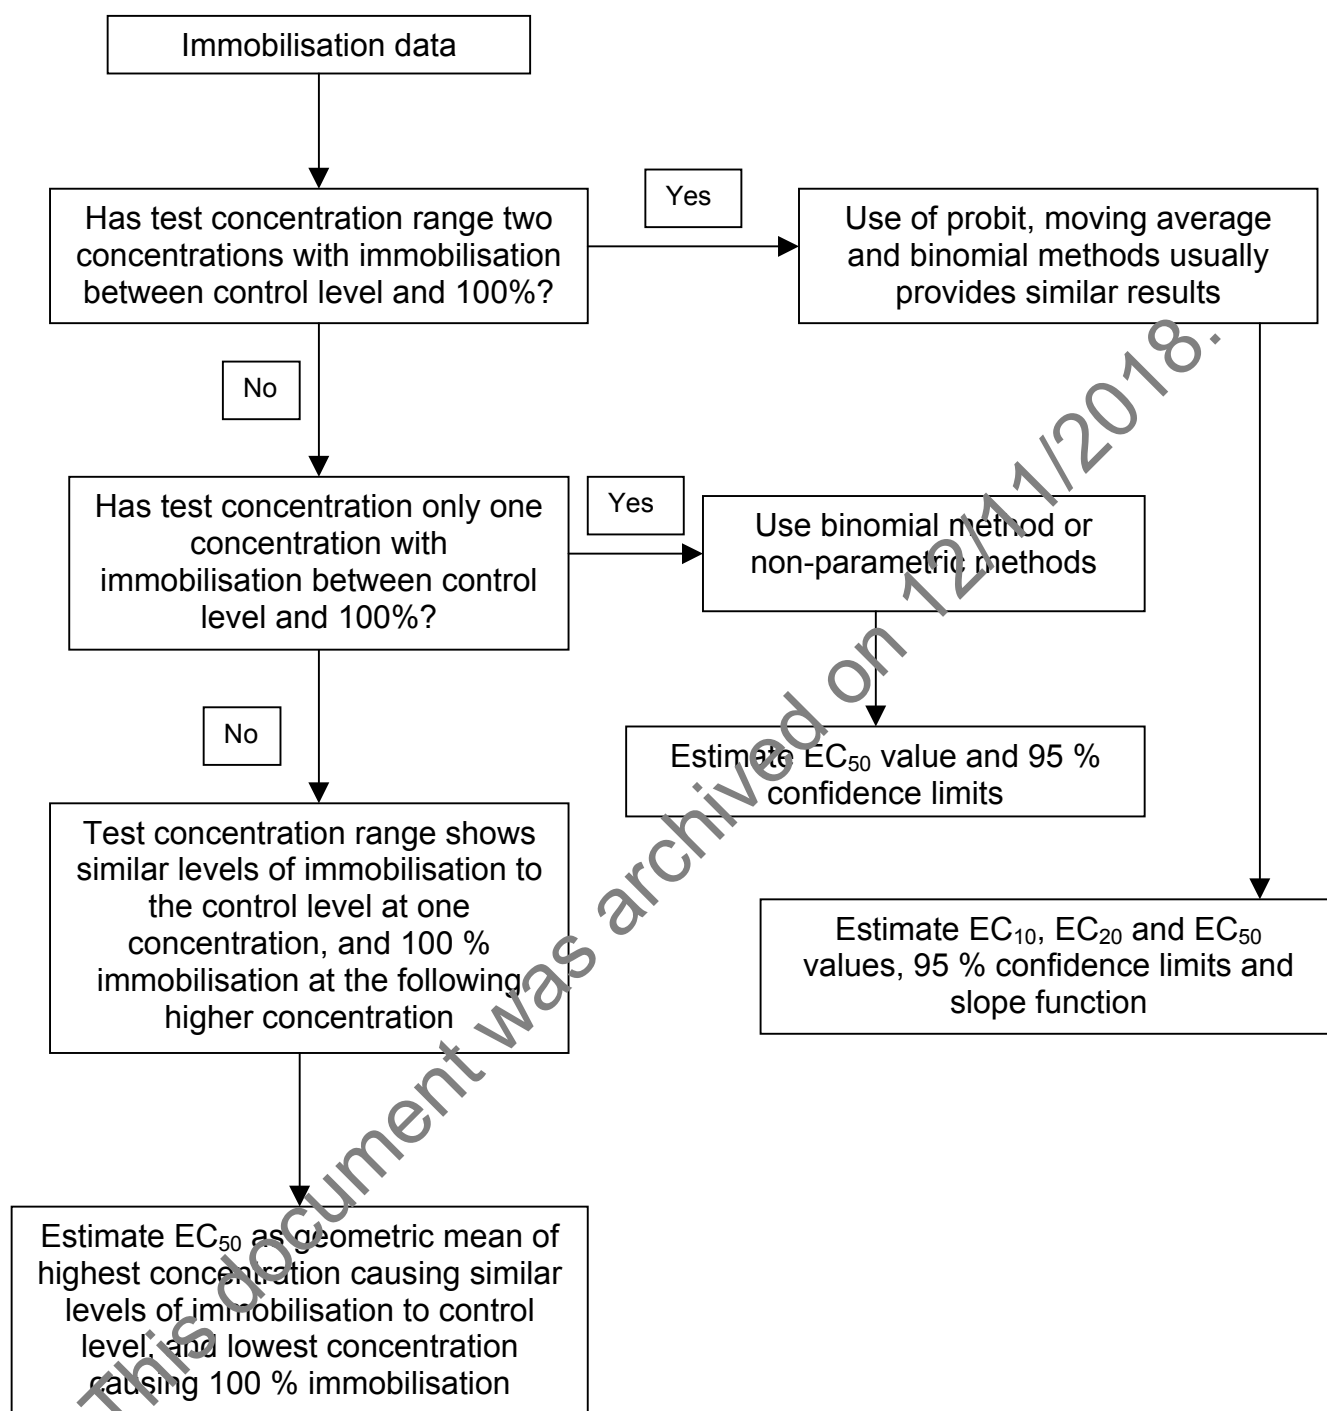 Immobilisation data
Has test concentration range two
concentrations with immobilisation
between control level and 100%?
Yes
Use of probit, moving average
and binomial methods usually
provides similar results
No
Has test concentration only one
concentration with
immobilisation between control
level and 100%?
Yes
Use binomial method or
non-parametric methods
Estimate EC50 value and 95 %
confidence limits
No
Test concentration range shows
similar levels of immobilisation to
the control level at one
concentration, and 100 %
immobilisation at the following
higher concentration
Estimate EC10, EC20 and EC50
values, 95 % confidence limits and
slope function
Estimate EC50 as geometric mean of
highest concentration causing similar
levels of immobilisation to control
level, and lowest concentration
causing 100 % immobilisation
This document was archived on 12/11/2018.